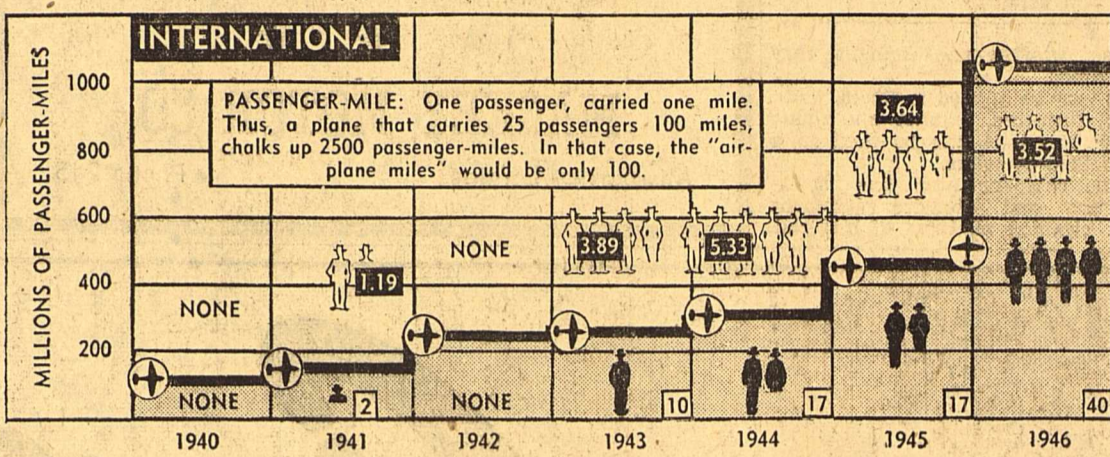 INTERNATIONAL
MILLIONS OF PASSENGER-MILES
1000
800
600
400
200
PASSENGER-MILE: One passenger, carried one mile.
Thus, a plane that carries 25 passengers 100 miles,
chalks up 2500 passenger-miles. In that case, the "air-
plane miles" would be only 100.
NONE
1.19
NONE
3.89
5.33
3.64
3.52
NONE
2
NONE
10
17
17
40
1940
1941
1942
1943
1944
1945
1946